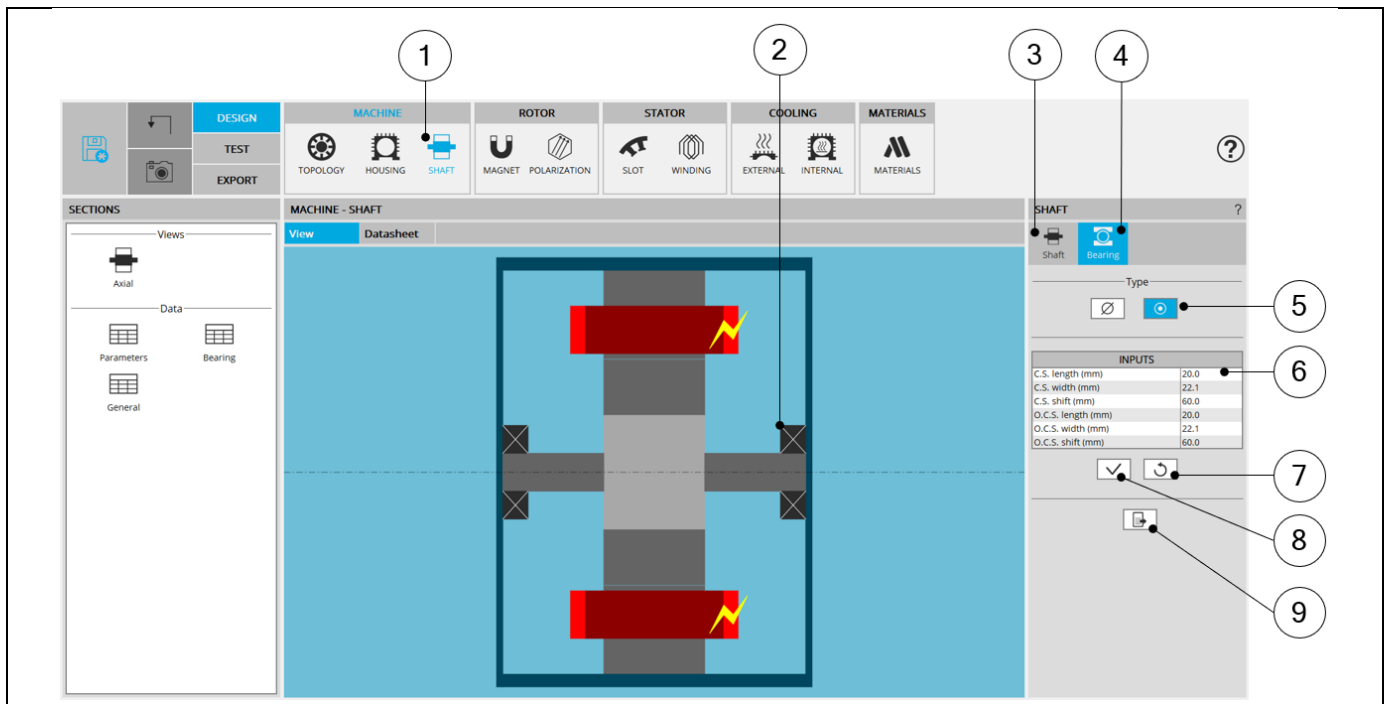 1
2
3
4
DESIGN
TEST
EXPORT
MACHINE
ROTOR
STATOR
COOLING
MATERIALS
TOPOLOGY
HOUSING
SHAFT
MAGNET
POLARIZATION
SLOT
WINDING
EXTERNAL
INTERNAL
MATERIALS
?
SECTIONS
Views
Axial
Data
Parameters
Bearing
General
MACHINE - SHAFT
View
Datasheet
SHAFT
?
Shaft
Bearing
Type
5
INPUTS
C.S. length (mm) 20.0
C.S. width (mm) 22.1
C.S. shift (mm) 60.0
O.C.S. length (mm) 20.0
O.C.S. width (mm) 22.1
O.C.S. shift (mm) 60.0
6
7
8
9